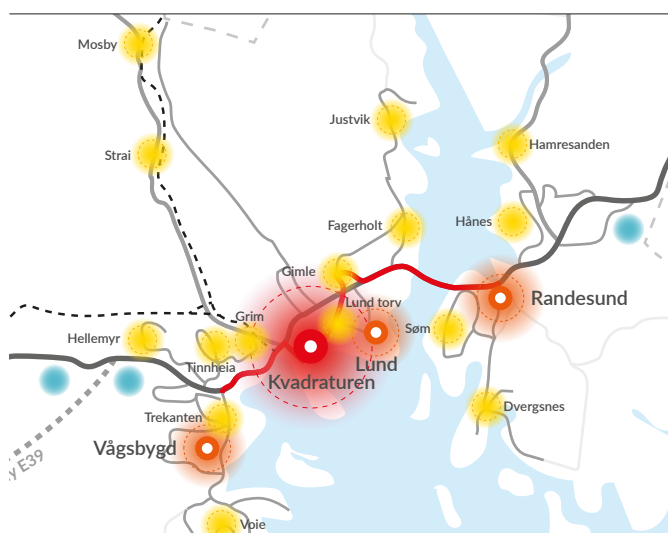 Mosby
Justvik
Strai
Hamresanden
Fagerholt
Hånes
Gimle
Randesund
Lund torv
Grim
Søm
Hellemyr
Tinnheia
Lund
Kvadraturen
Dvergsnes
Trekanten
Vågsbygd
y E39
Voie